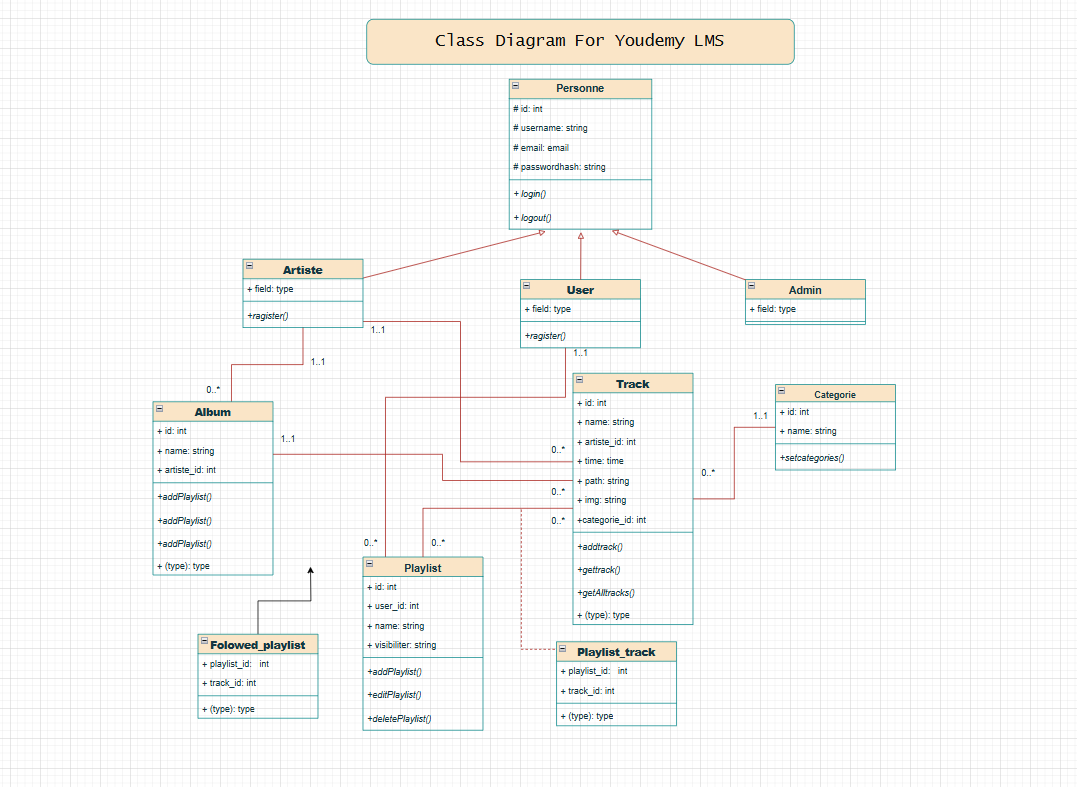 Class Diagram For Youdemy LMS
Personne
# id: int
# username: string
# email: email
# passwordhash: string
+ login()
+ logout()
Artiste
+ field: type
+ragister()
User
+ field: type
+ragister()
Admin
+ field: type
1..1
1..1
1..1
0..*
Album
+ id: int
+ name: string
+ artiste_id: int
+addPlaylist()
+addPlaylist()
+addPlaylist()
+ (type): type
1..1
Track
+ id: int
+ name: string
+ artiste_id: int
+ time: time
+ path: string
+ img: string
+categorie_id: int
+addtrack()
+gettrack()
+getAlltracks()
+ (type): type
0..*
0..*
0..*
Categorie
+ id: int
+ name: string
+setcategories()
1..1
0..*
0..*
0..*
Playlist
+ id: int
+ user_id: int
+ name: string
+ visibiliter: string
+addPlaylist()
+editPlaylist()
+deletePlaylist()
Folowed_playlist
+ playlist_id: int
+ track_id: int
+ (type): type
Playlist_track
+ playlist_id: int
+ track_id: int
+ (type): type